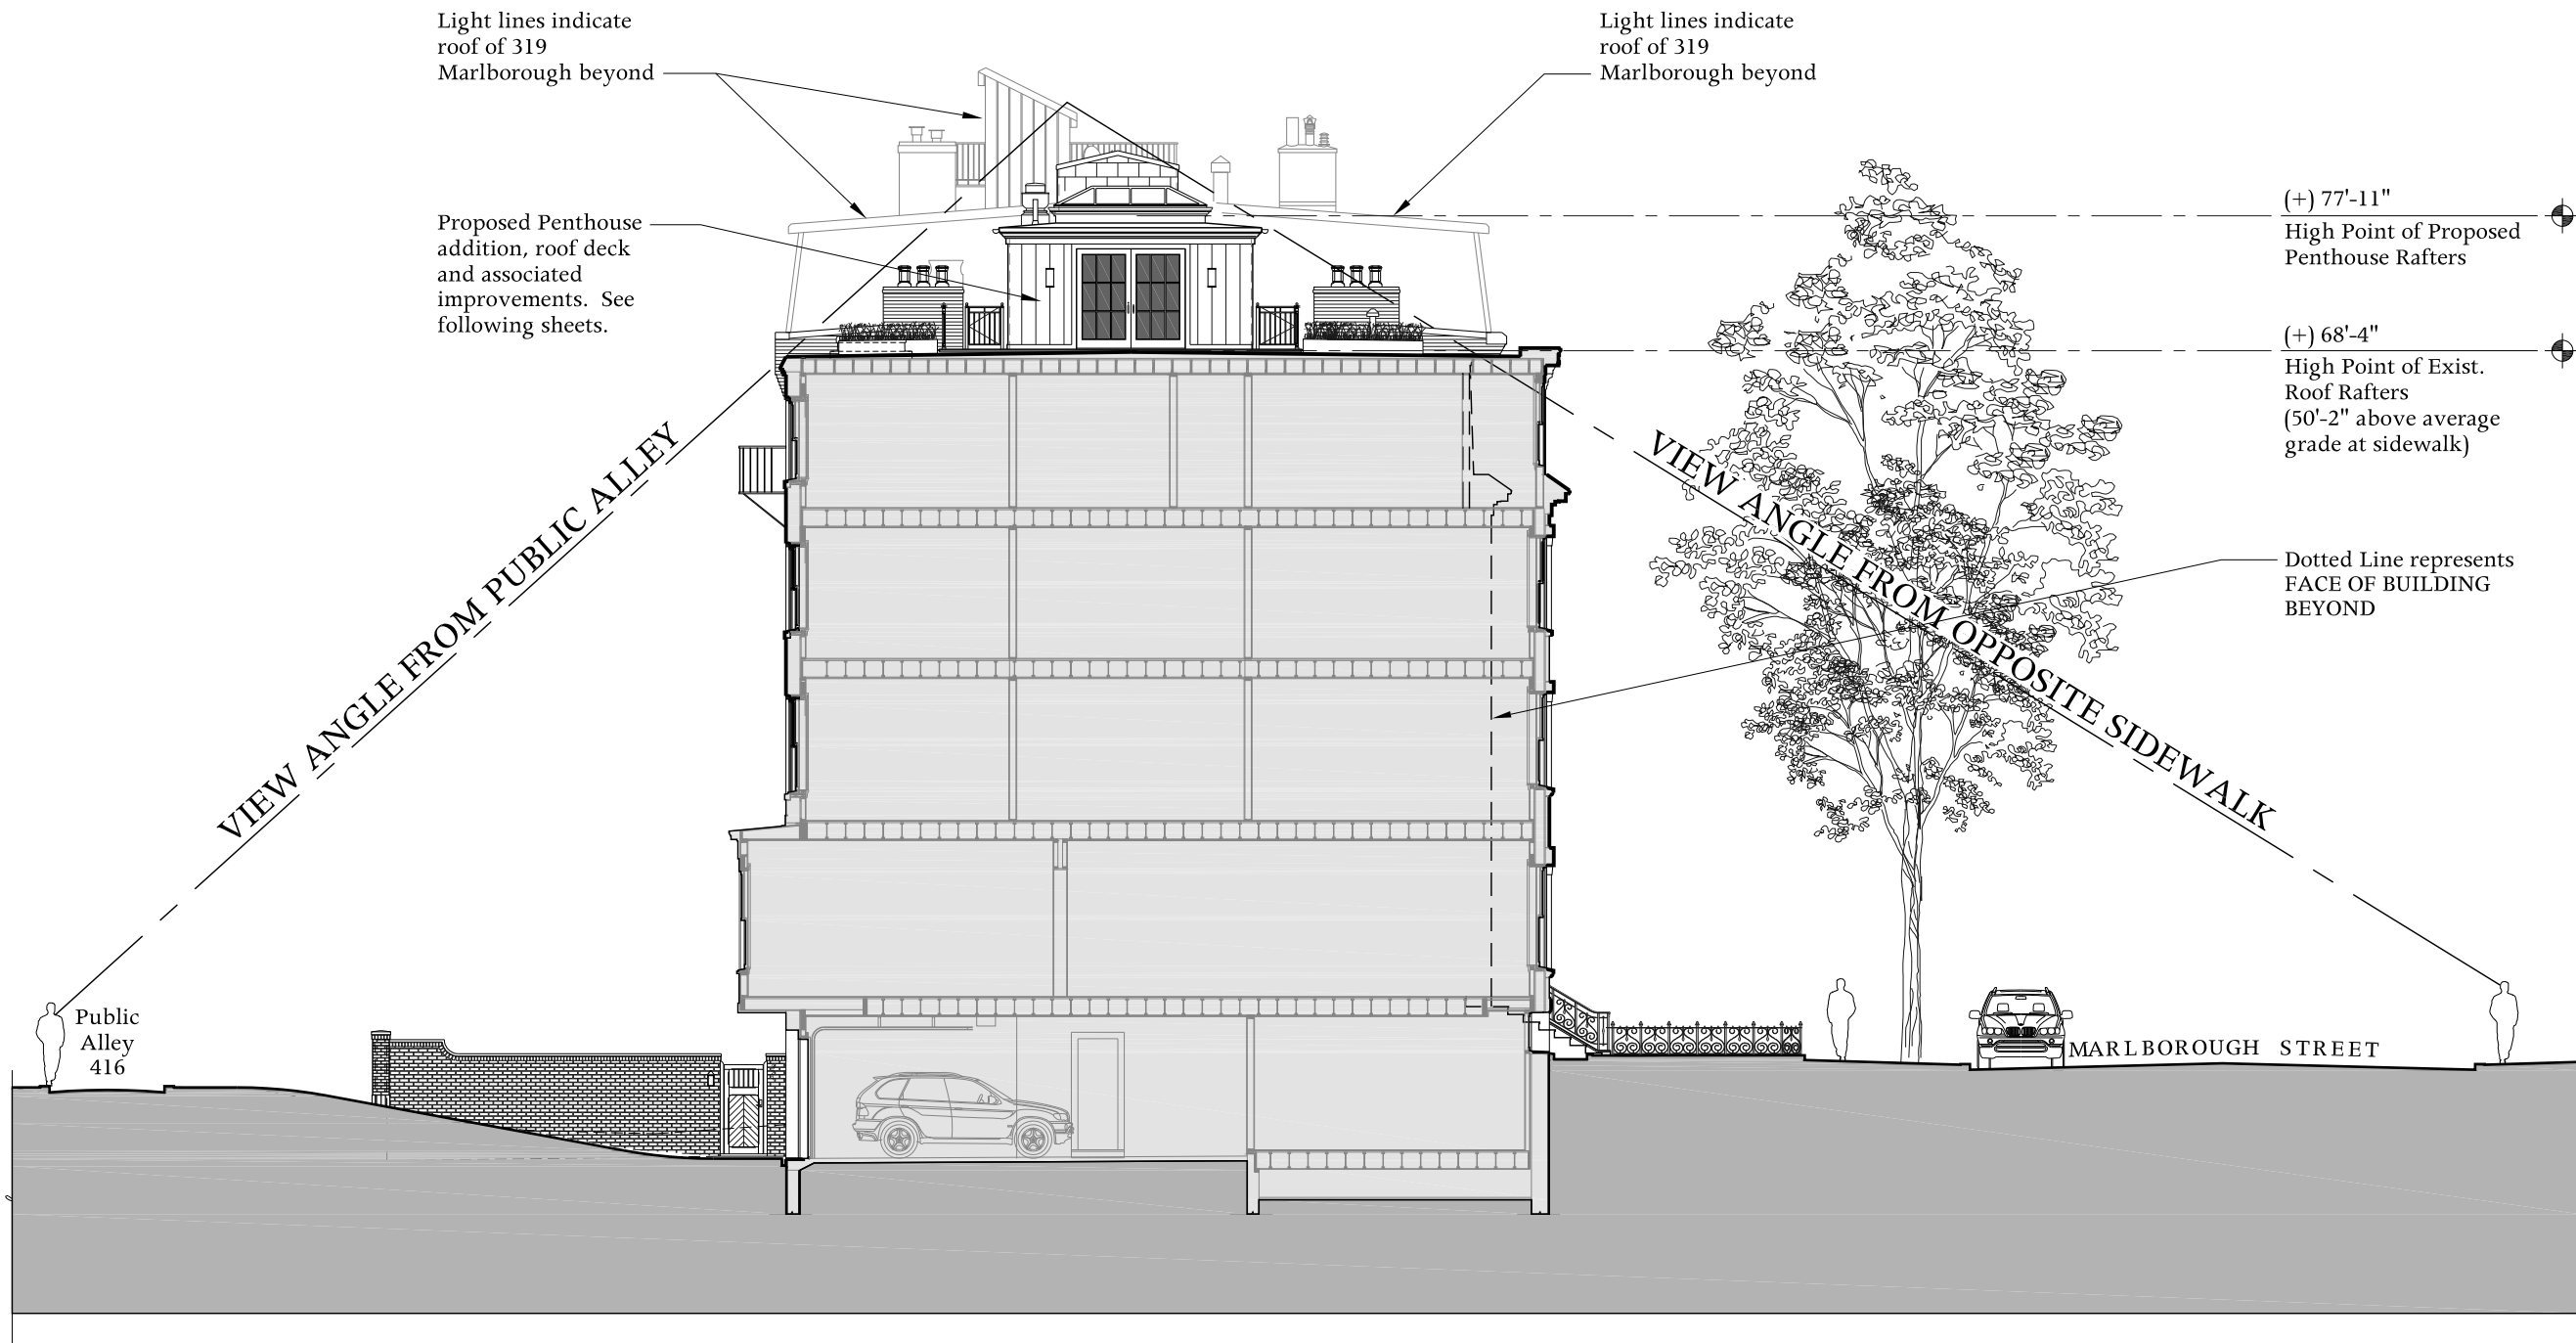 Light lines indicate
roof of 319
Marlborough beyond
Light lines indicate
roof of 319
Marlborough beyond
Proposed Penthouse
addition, roof deck
and associated
improvements.  See
following sheets.
(+) 77'-11"
High Point of Proposed
Penthouse Rafters
(+) 68'-4"
High Point of Exist.
Roof Rafters
(50'-2" above average
grade at sidewalk)
VIEW ANGLE FROM PUBLIC ALLEY
VIEW ANGLE FROM OPPOSITE SIDEWALK
Dotted Line represents
FACE OF BUILDING
BEYOND
Public
Alley
416
MARLBOROUGH STREET